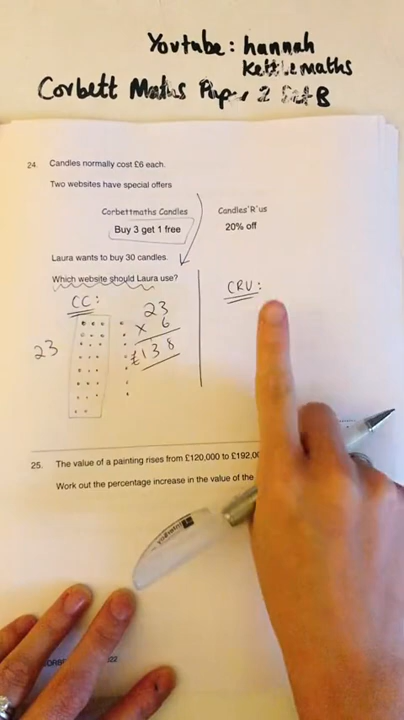 Youtube: hannah
kettlemaths
Corbett Maths Paper 2 Set B
24. Candles normally cost £6 each.
Two websites have special offers
Corbettmaths Candles
Buy 3 get 1 free
Candles'R'us
20% off
Laura wants to buy 30 candles.
Which website should Laura use?
CC:
23
23
x 6
£138
CRU:
25. The value of a painting rises from £120,000 to £192,00
Work out the percentage increase in the value of the